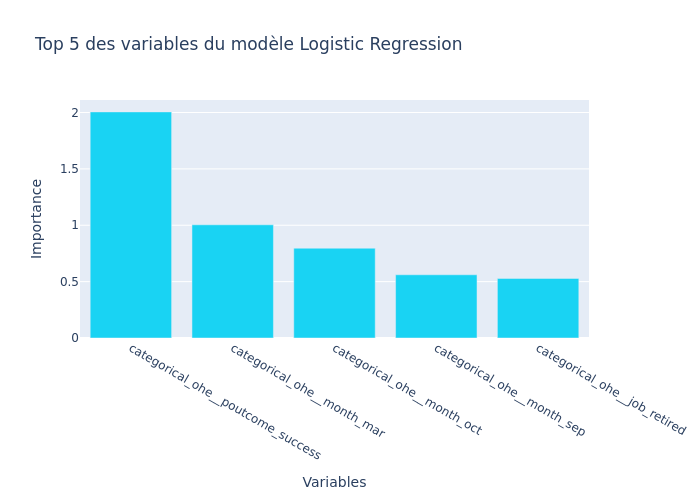 Top 5 des variables du modèle Logistic Regression
Importance
2
1.5
1
0.5
0
categorical_ohe__poutcome_success
categorical_ohe__month_mar
categorical_ohe__month_oct
categorical_ohe__month_sep
categorical_ohe__job_retired
Variables